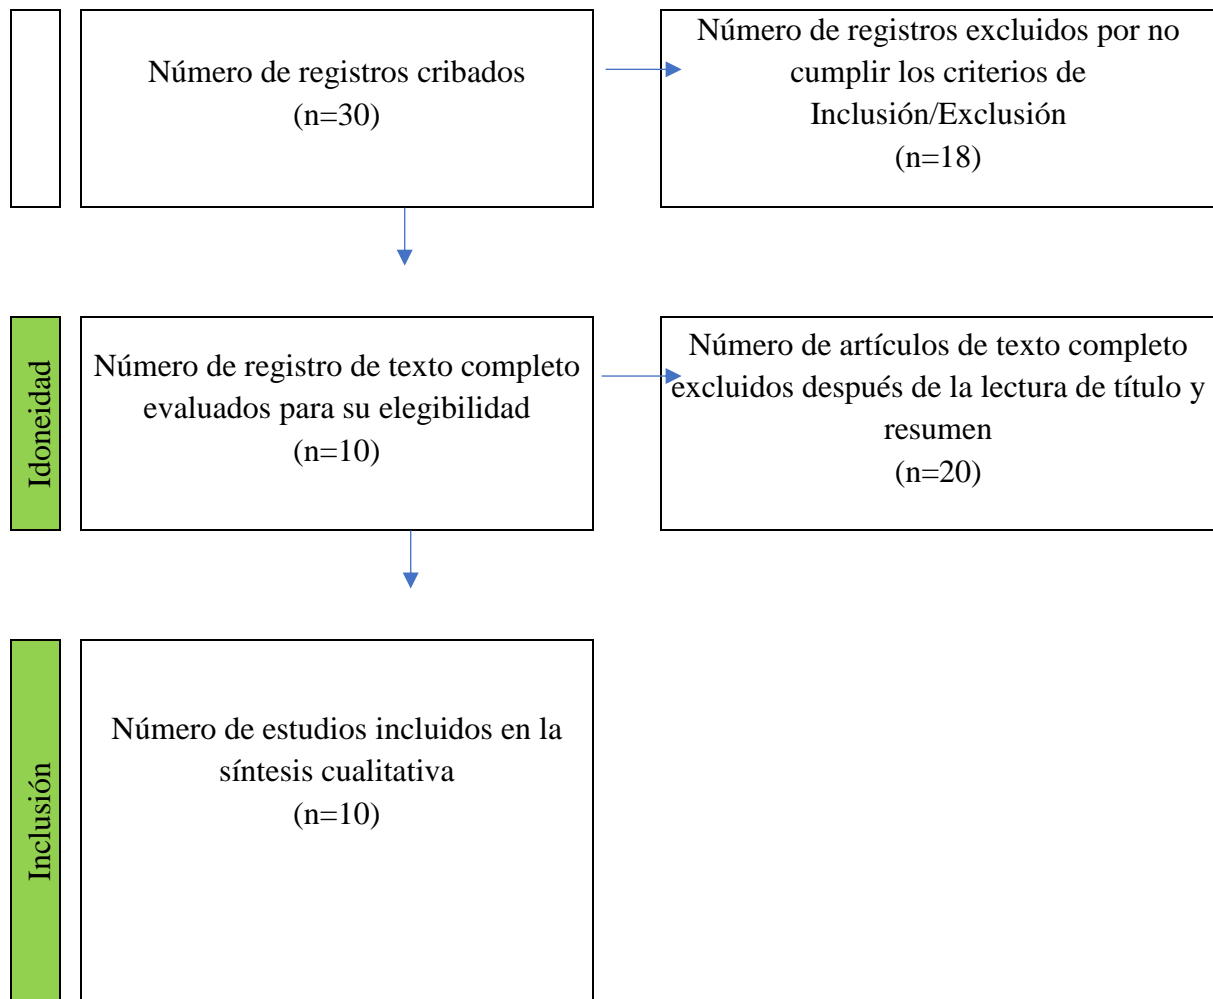 Número de registros cribados
(n=30)
Número de registros excluidos por no
cumplir los criterios de
Inclusión/Exclusión
(n=18)
Idoneidad
Número de registro de texto completo
evaluados para su elegibilidad
(n=10)
Número de artículos de texto completo
excluidos después de la lectura de título y
resumen
(n=20)
Inclusión
Número de estudios incluidos en la
síntesis cualitativa
(n=10)